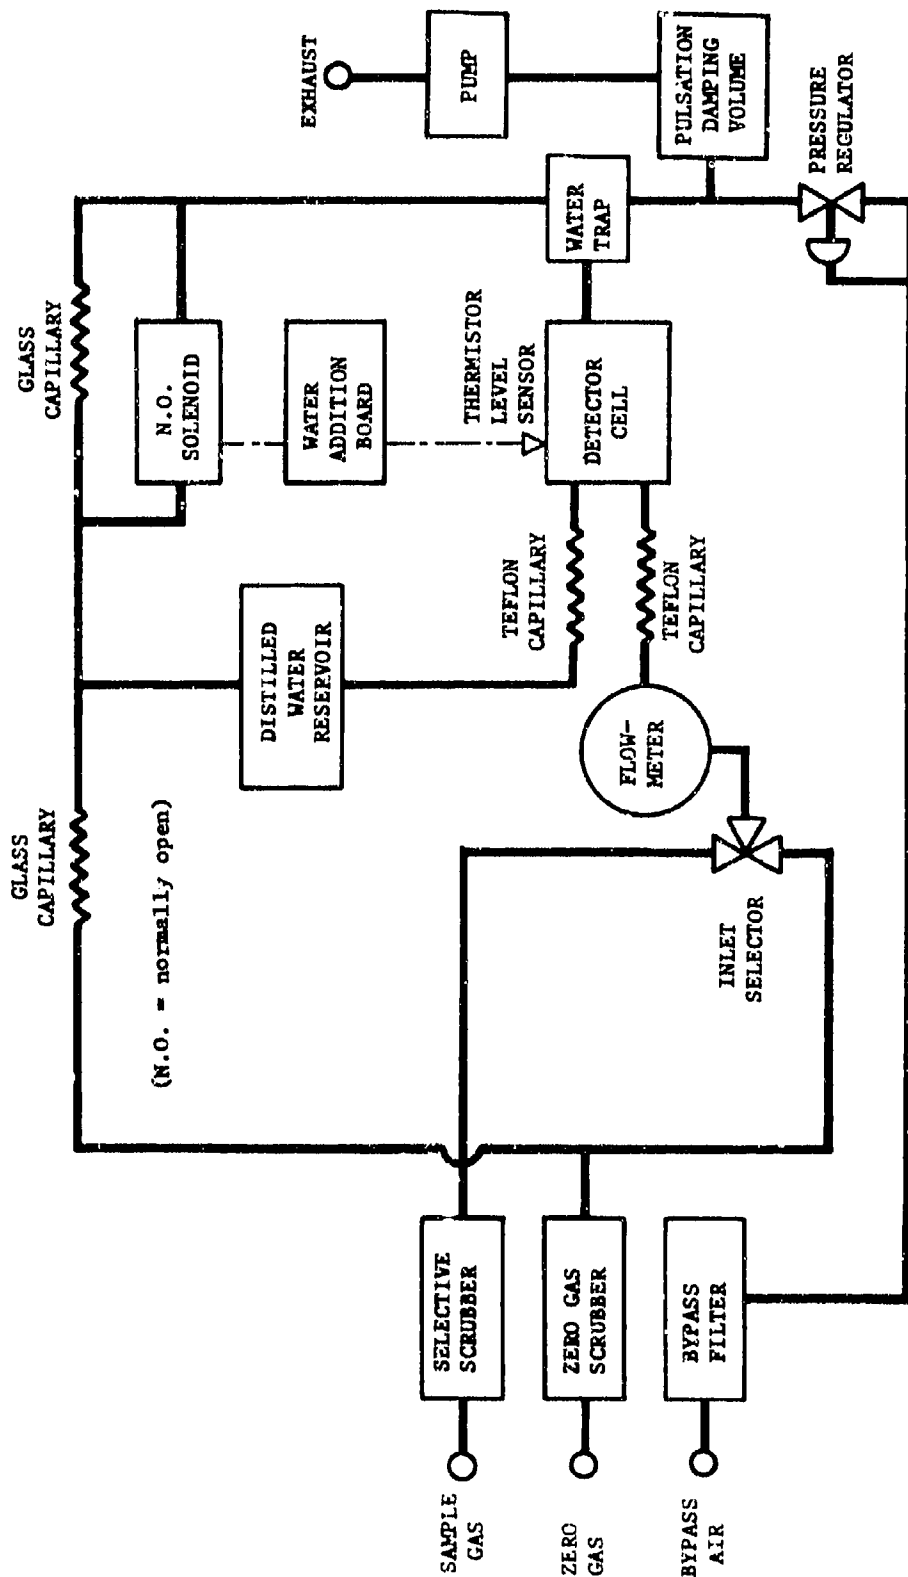 GLASS
CAPILLARY
GLASS
CAPILLARY
(N.O. = normally open)
N.O.
SOLENOID
WATER
ADDITION
BOARD
DISTILLED
WATER
RESERVOIR
THERMISTOR
LEVEL
SENSOR
EXHAUST
PUMP
PULSATION
DAMPING
VOLUME
WATER
TRAP
DETECTOR
CELL
TEFLON
CAPILLARY
TEFLON
CAPILLARY
FLOW-
METER
PRESSURE
REGULATOR
INLET
SELECTOR
SAMPLE
GAS
SELECTIVE
SCRUBBER
ZERO
GAS
ZERO GAS
SCRUBBER
BYPASS
AIR
BYPASS
FILTER